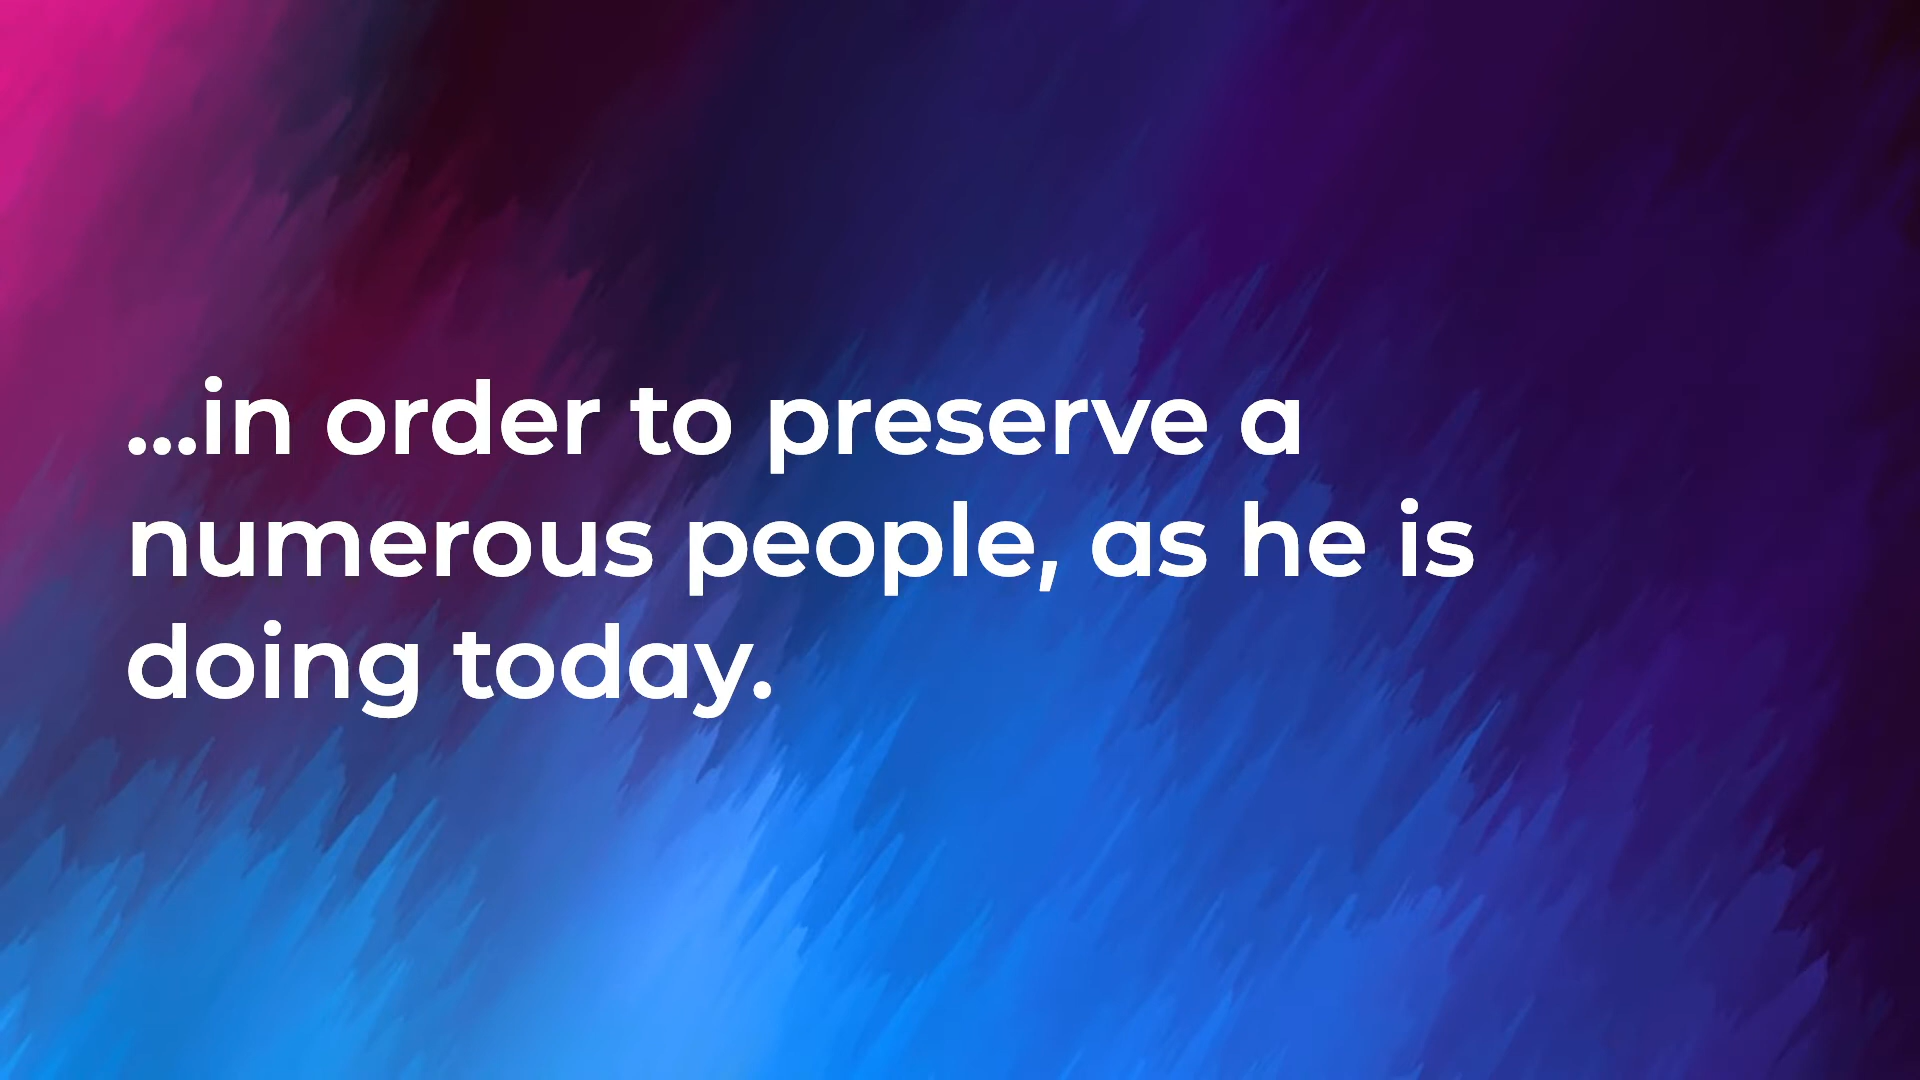 ...in order to preserve a
numerous people, as he is
doing today.